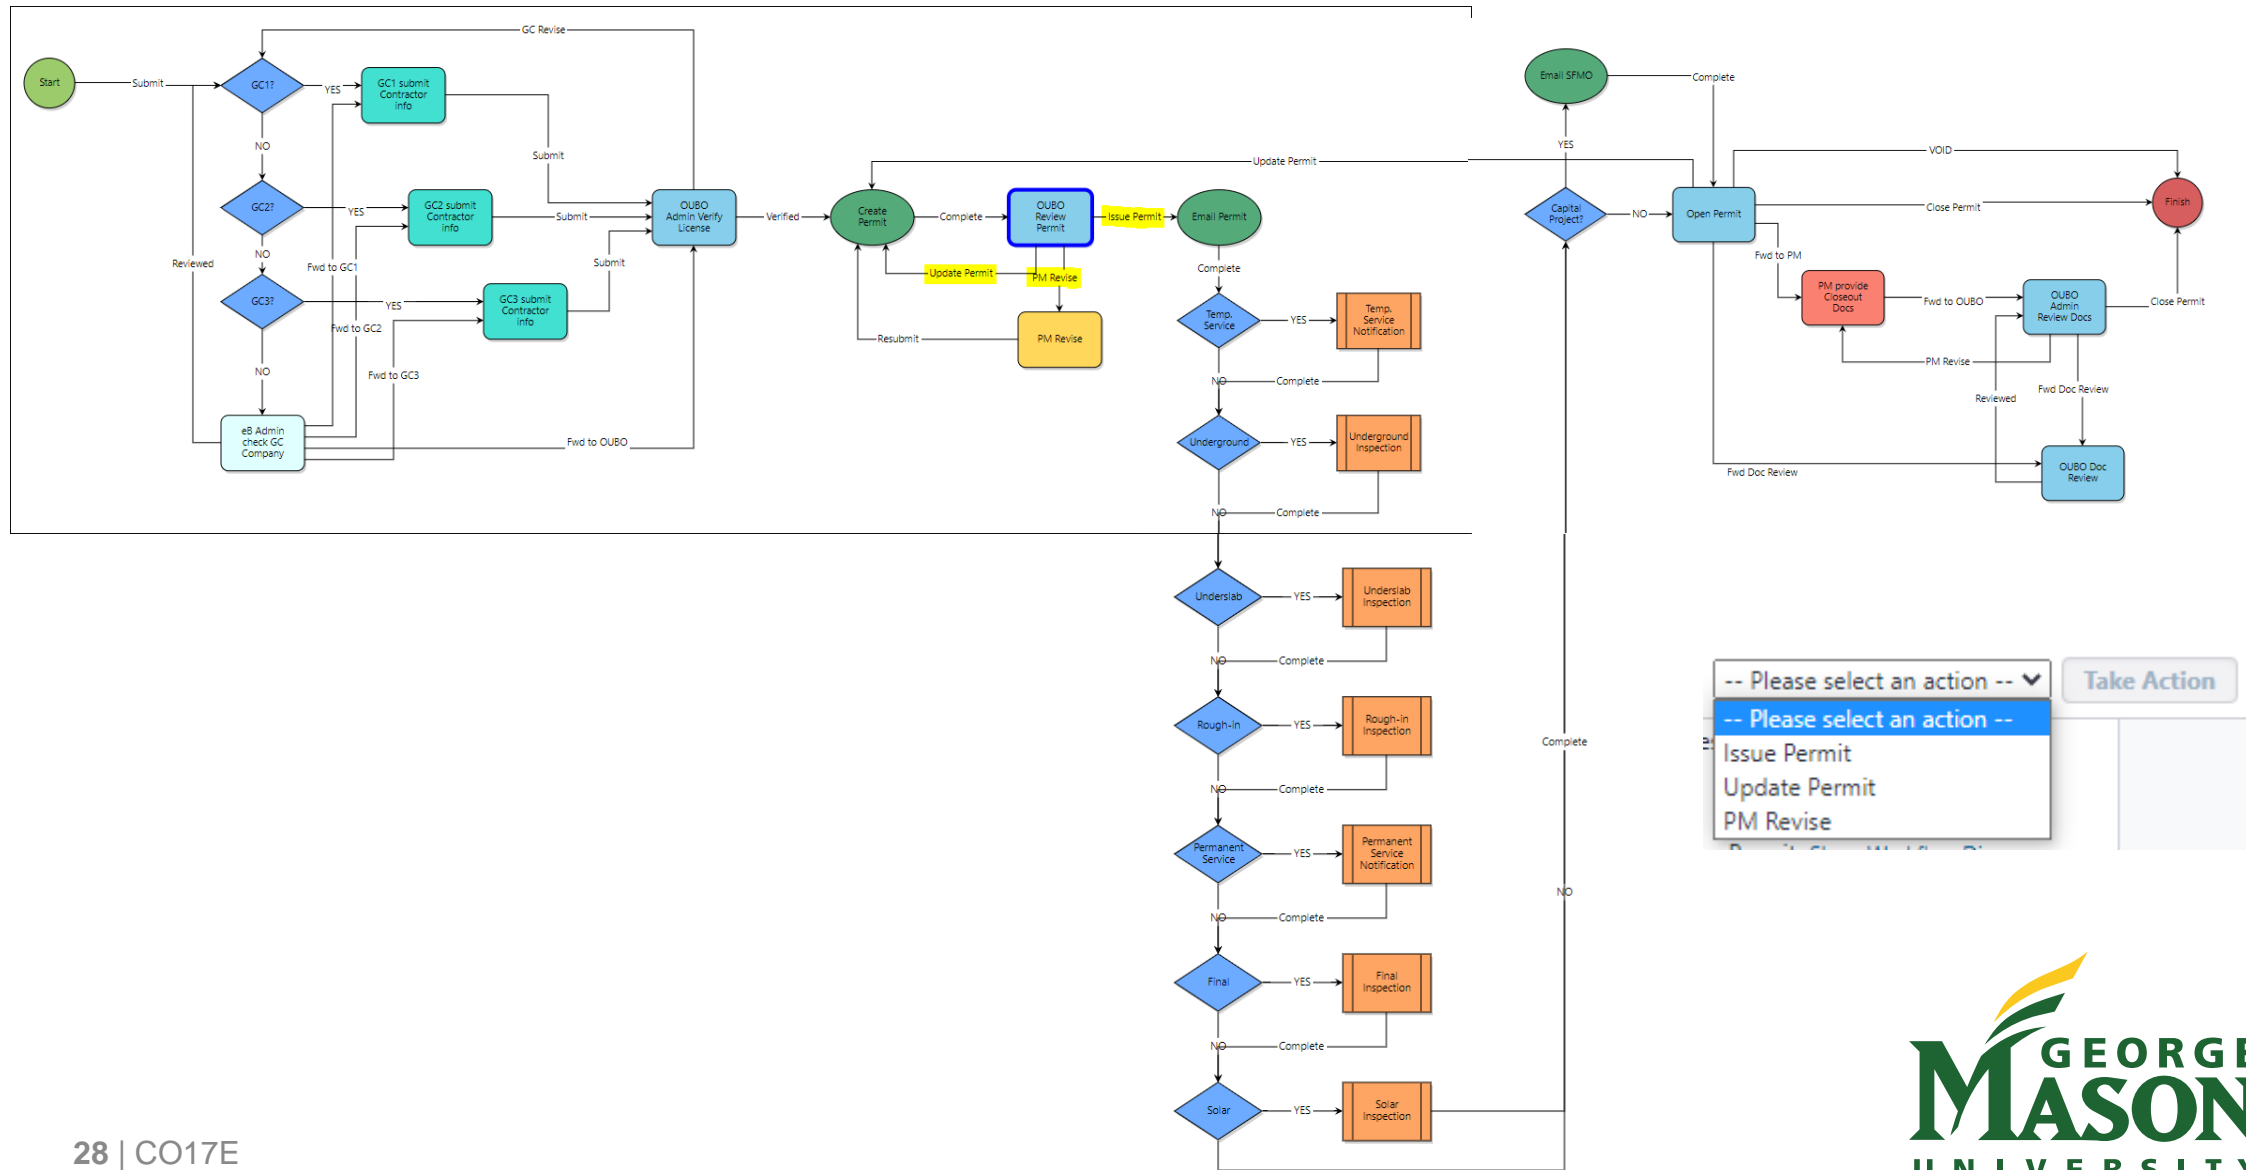 GC Revise
Start
Submit
GC1?
YES
GC1 submit
Contractor
info
NO
Submit
GC2?
YES
GC2 submit
Contractor
info
Submit
OUBO
Admin Verify
License
Verified
NO
Reviewed
Fwd to GC1
Submit
GC3?
YES
GC3 submit
Contractor
info
Fwd to GC2
NO
Fwd to GC3
eB Admin
check GC
Company
Fwd to OUBO
Create
Permit
Complete
OUBO
Review
Permit
Issue Permit
Email Permit
Update Permit
Update Permit
PM Revise
Resubmit
PM Revise
Complete
Temp.
Service
YES
Temp.
Service
Notification
NO
Complete
Underground
YES
Underground
Inspection
NO
Complete
Underslab
YES
Underslab
Inspection
NO
Complete
Rough-in
YES
Rough-in
Inspection
NO
Complete
Permanent
Service
YES
Permanent
Service
Notification
NO
Complete
Final
YES
Final
Inspection
NO
Complete
Solar
YES
Solar
Inspection
Complete
NO
Email SFMO
Complete
YES
Capital
Project?
NO
Open Permit
VOID
Close Permit
Finish
Fwd to PM
PM provide
Closeout
Docs
Fwd to OUBO
OUBO
Admin
Review Docs
Close Permit
PM Revise
Fwd Doc Review
Reviewed
Fwd Doc Review
OUBO Doc
Review
-- Please select an action --
Take Action
-- Please select an action --
Issue Permit
Update Permit
PM Revise
28 | CO17E
GEORGE
MASON
UNIVERSITY